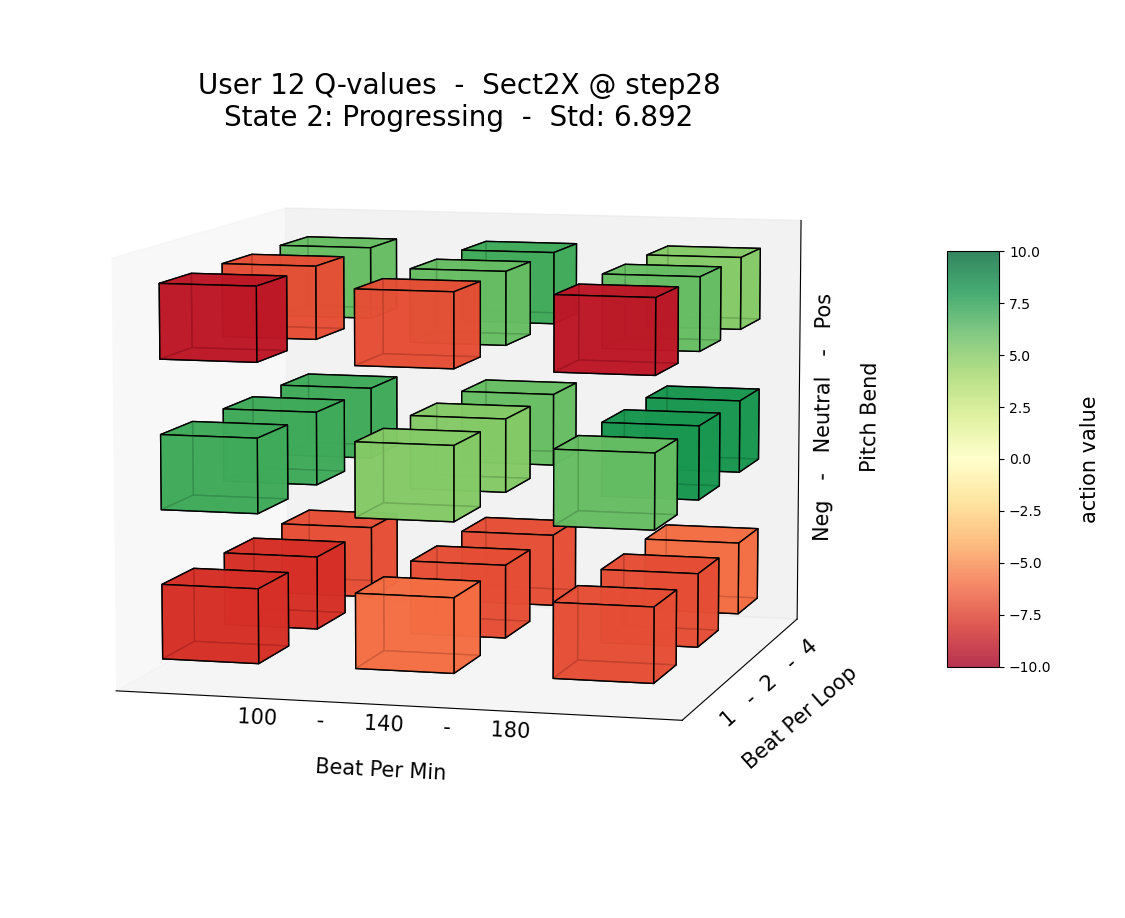 User 12 Q-values  -  Sect2X @ step28
State 2: Progressing  -  Std: 6.892
Neg  -  Neutral  -  Pos
Pitch Bend
100  -  140  -  180
Beat Per Min
1 - 2 - 4
Beat Per Loop
10.0
7.5
5.0
2.5
0.0
−2.5
−5.0
−7.5
−10.0
action value